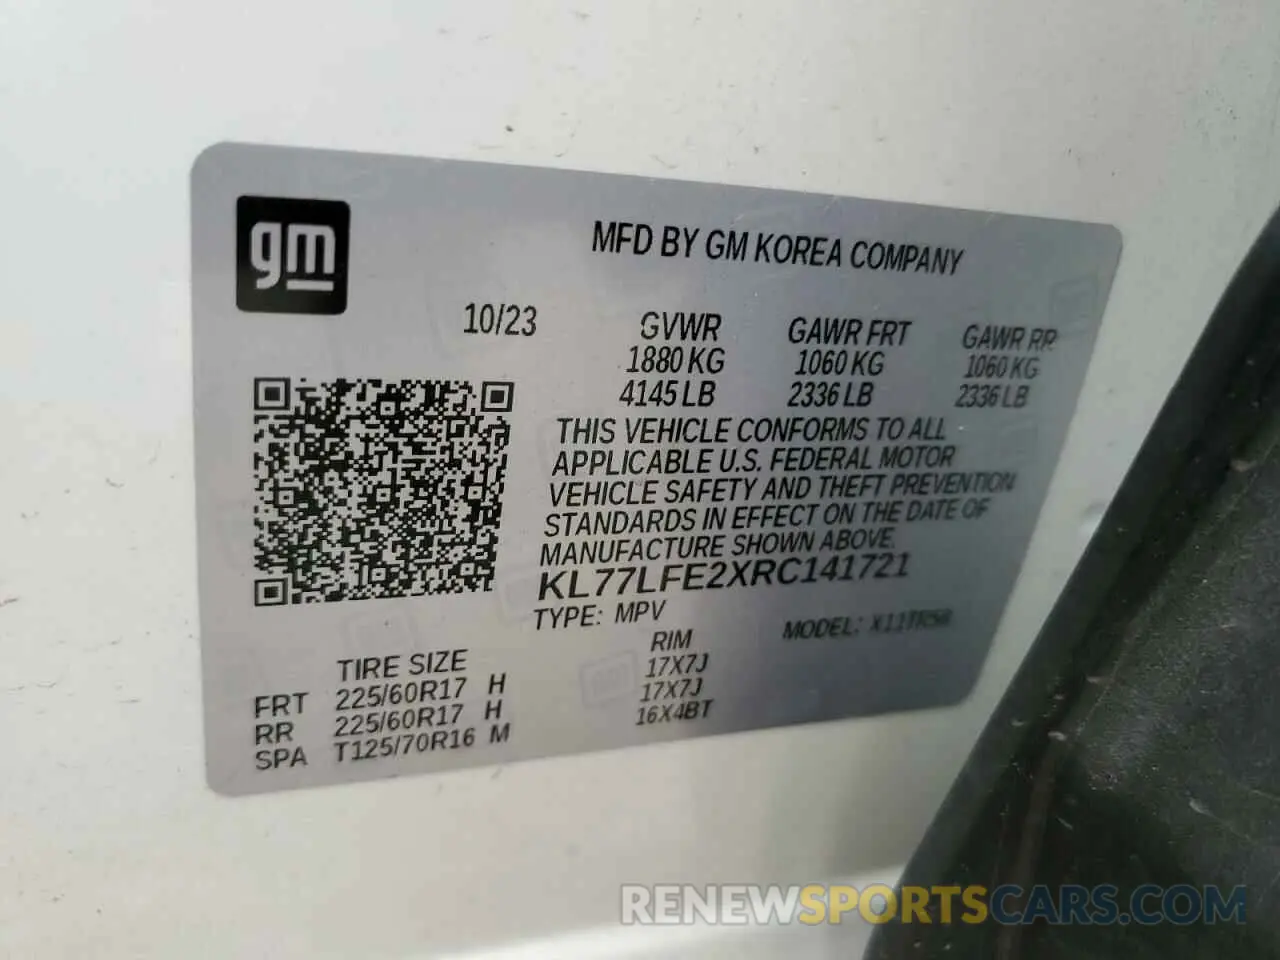 gm
MFD BY GM KOREA COMPANY
10/23
GVWR GAWR FRT GAWR RR
1880 KG 1060 KG 1060 KG
4145 LB 2336 LB 2336 LB
THIS VEHICLE CONFORMS TO ALL
APPLICABLE U.S. FEDERAL MOTOR
VEHICLE SAFETY AND THEFT PREVENTION
STANDARDS IN EFFECT ON THE DATE OF
MANUFACTURE SHOWN ABOVE.
KL77LFE2XRC141721
TYPE: MPV MODEL:
TIRE SIZE RIM
FRT 225/60R17 H 17X7J
RR 225/60R17 H 17X7J
SPA T125/70R16 M 16X4BT
RENEWSPORTSCARS.COM